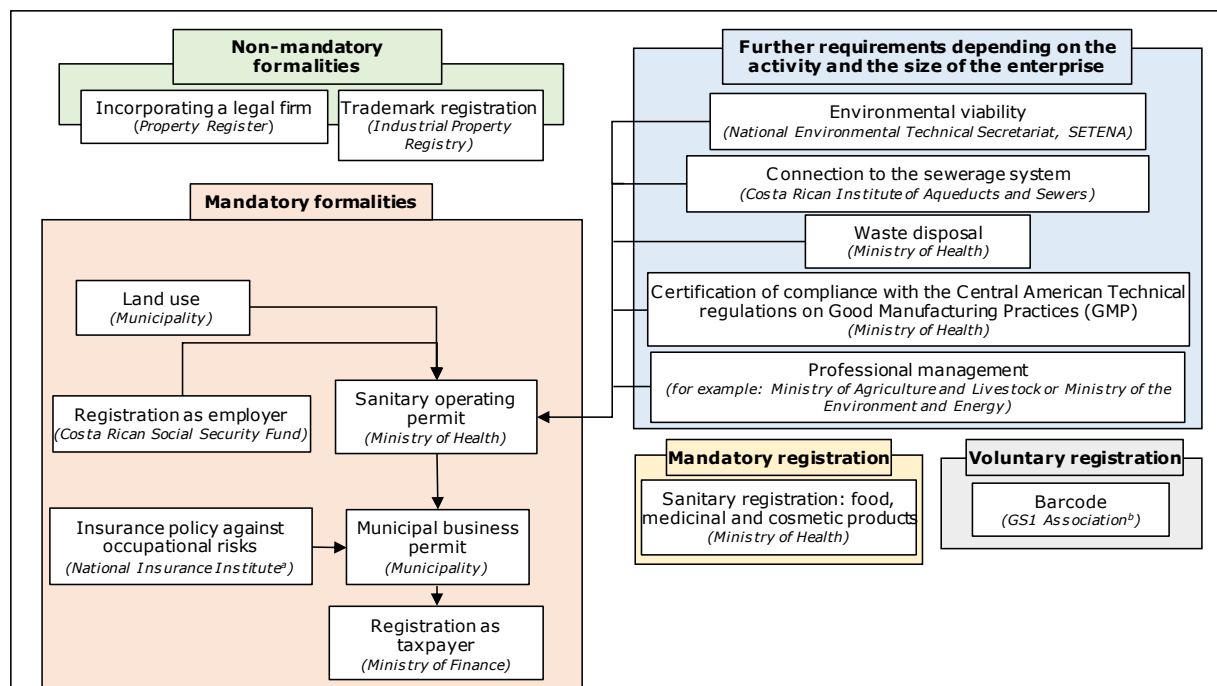 Non-mandatory
formalities
Incorporating a legal firm
(Property Register)
Trademark registration
(Industrial Property
Registry)
Mandatory formalities
Land use
(Municipality)
Registration as employer
(Costa Rican Social Security Fund)
Sanitary operating
permit
(Ministry of Health)
Insurance policy against
occupational risks
(National Insurance Institutea)
Municipal business
permit
(Municipality)
Registration as
taxpayer
(Ministry of Finance)
Further requirements depending on the
activity and the size of the enterprise
Environmental viability
(National Environmental Technical Secretariat, SETENA)
Connection to the sewerage system
(Costa Rican Institute of Aqueducts and Sewers)
Waste disposal
(Ministry of Health)
Certification of compliance with the Central American Technical
regulations on Good Manufacturing Practices (GMP)
(Ministry of Health)
Professional management
(for example: Ministry of Agriculture and Livestock or Ministry of the
Environment and Energy)
Mandatory registration
Sanitary registration: food,
medicinal and cosmetic products
(Ministry of Health)
Voluntary registration
Barcode
(GS1 Associationb)